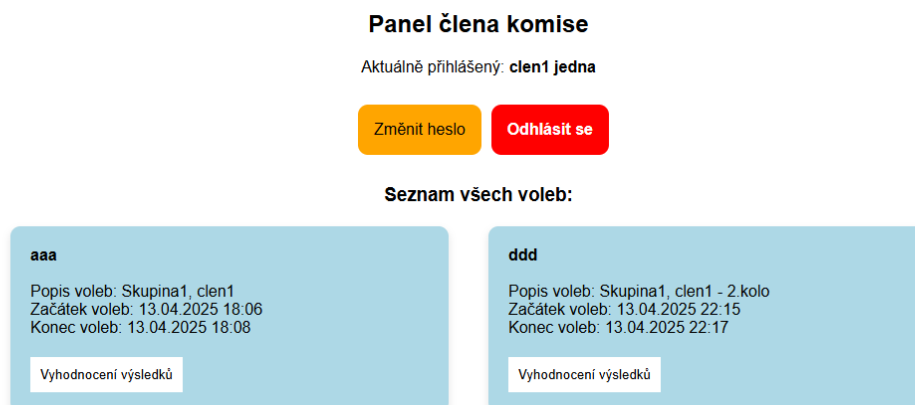 Panel člena komise
Aktuálně přihlášený: clen1 jedna
Změnit heslo
Odhlásit se
Seznam všech voleb:
aaa
Popis voleb: Skupina1, clen1
Začátek voleb: 13.04.2025 18:06
Konec voleb: 13.04.2025 18:08
Vyhodnocení výsledků
ddd
Popis voleb: Skupina1, clen1 - 2.kolo
Začátek voleb: 13.04.2025 22:15
Konec voleb: 13.04.2025 22:17
Vyhodnocení výsledků